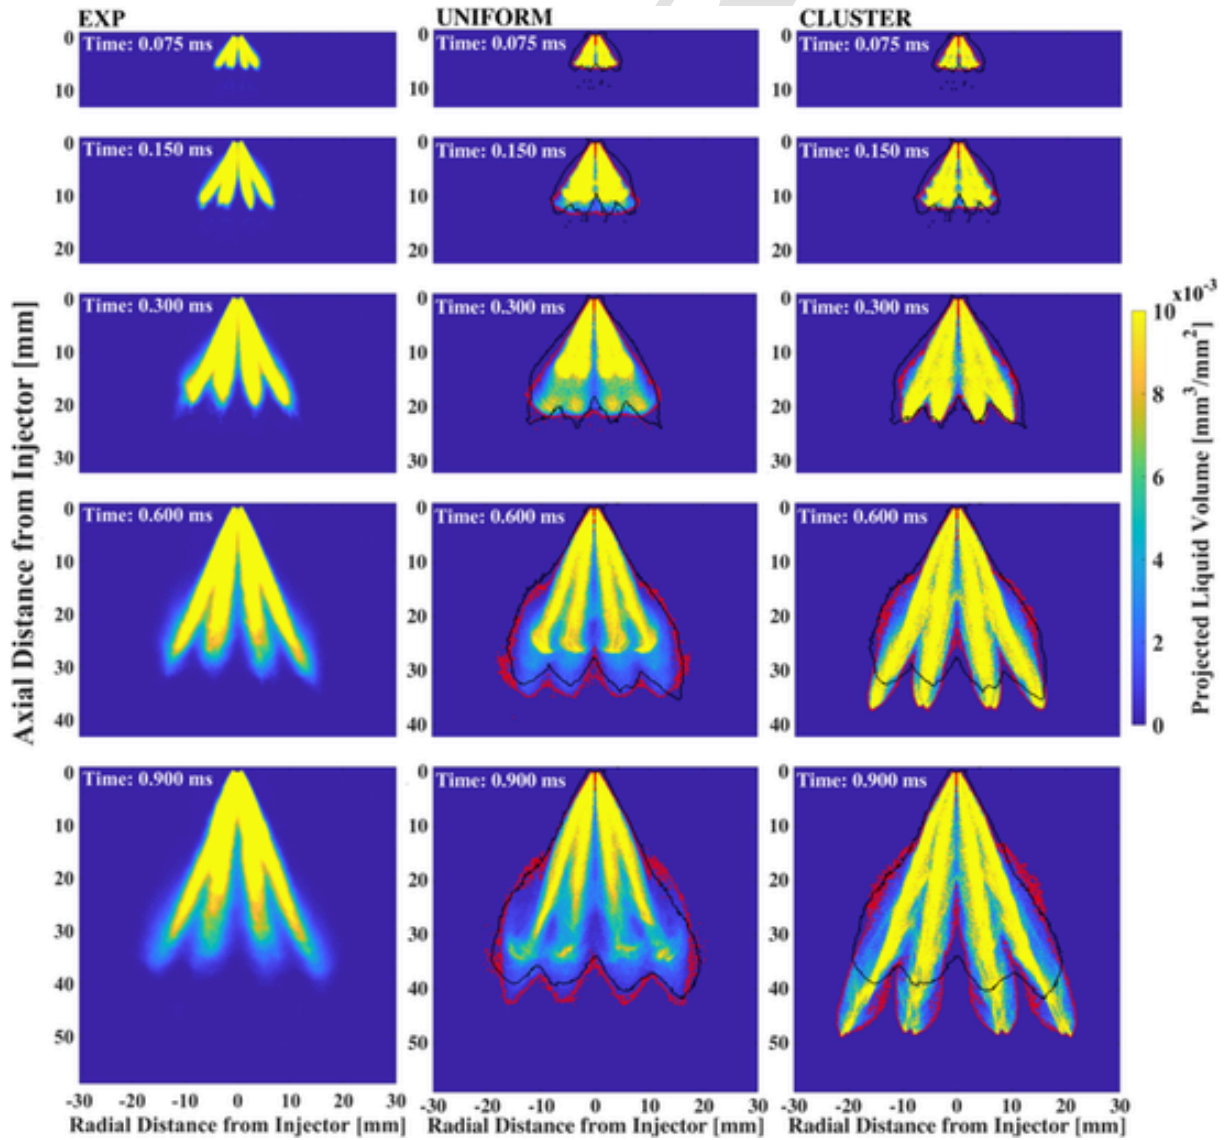 EXP UNIFORM CLUSTER
Time: 0.075 ms Time: 0.075 ms Time: 0.075 ms
0 0 0
10 10 10
Time: 0.150 ms Time: 0.150 ms Time: 0.150 ms
0 0 0
10 10 10
20 20 20
Time: 0.300 ms Time: 0.300 ms Time: 0.300 ms
0 0 0
10 10 10
20 20 20
30 30 30
Time: 0.600 ms Time: 0.600 ms Time: 0.600 ms
0 0 0
10 10 10
20 20 20
30 30 30
40 40 40
Time: 0.900 ms Time: 0.900 ms Time: 0.900 ms
0 0 0
10 10 10
20 20 20
30 30 30
40 40 40
50 50 50
-30 -20 -10 0 10 20 30 -30 -20 -10 0 10 20 30 -30 -20 -10 0 10 20 30
Radial Distance from Injector [mm] Radial Distance from Injector [mm] Radial Distance from Injector [mm]
Axial Distance from Injector [mm]
x10⁻³
10
8
6
4
2
0
Projected Liquid Volume [mm³/mm²]